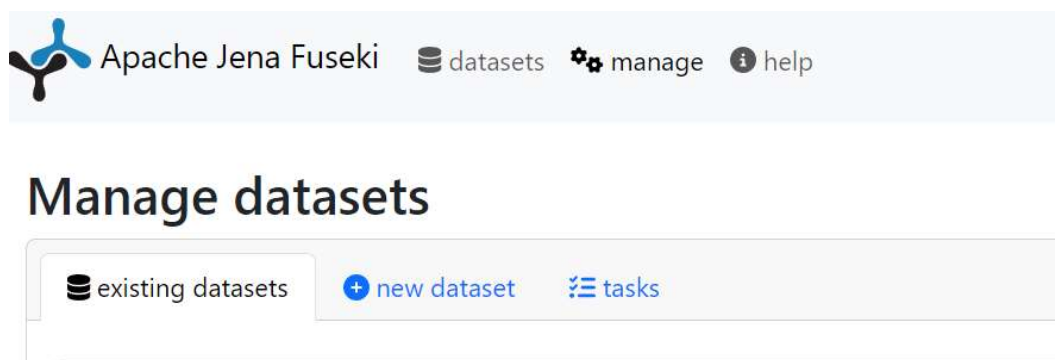 Apache Jena Fuseki datasets manage help
Manage datasets
existing datasets new dataset tasks